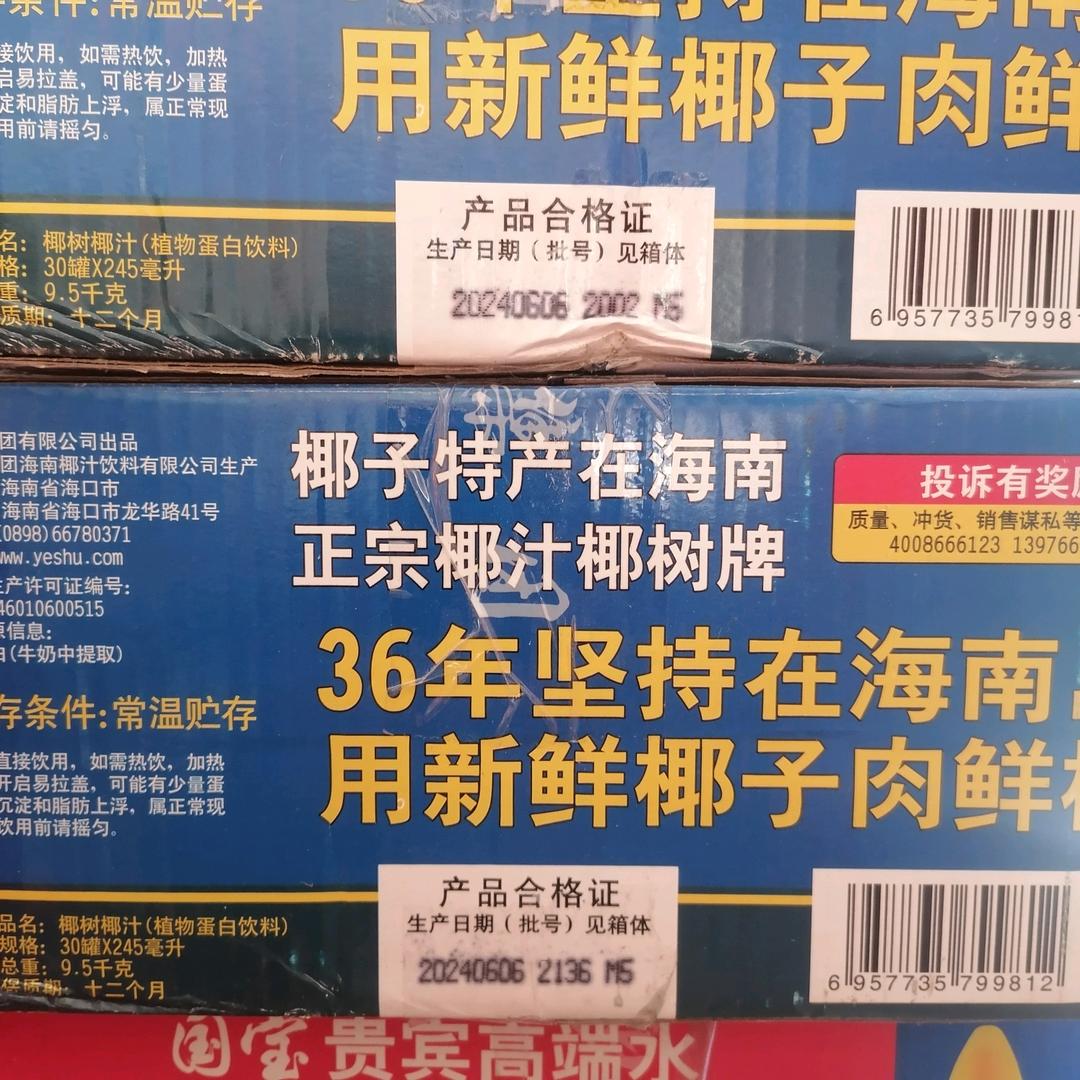 条件:常温贮存
年坚持在海南
用新鲜椰子肉鲜
接饮用，如需热饮，加热
启易拉盖，可能有少量蛋
淀和脂肪上浮，属正常现
用前请摇匀。
产品合格证
生产日期（批号）见箱体
20240606 2002 M5
名: 椰树椰汁(植物蛋白饮料)
格: 30罐X245毫升
重: 9.5千克
质期: 十二个月
6 957735 79981
团有限公司出品
团海南椰汁饮料有限公司生产
海南省海口市
海南省海口市龙华路41号
(0898)66780371
www.yeshu.com
产许可证编号:
46010600515
信息:
(牛奶中提取)
存条件:常温贮存
直接饮用，如需热饮，加热
开启易拉盖，可能有少量蛋
沉淀和脂肪上浮，属正常现
饮用前请摇匀。
椰子特产在海南
正宗椰汁椰树牌
投诉有奖
质量、冲货、销售谋私等
4008666123 139766
36年坚持在海南
用新鲜椰子肉鲜
产品合格证
生产日期（批号）见箱体
20240606 2136 M5
品名: 椰树椰汁(植物蛋白饮料)
规格: 30罐X245毫升
总重: 9.5千克
保质期: 十二个月
6 957735 799812
国宝 贵宾高端水